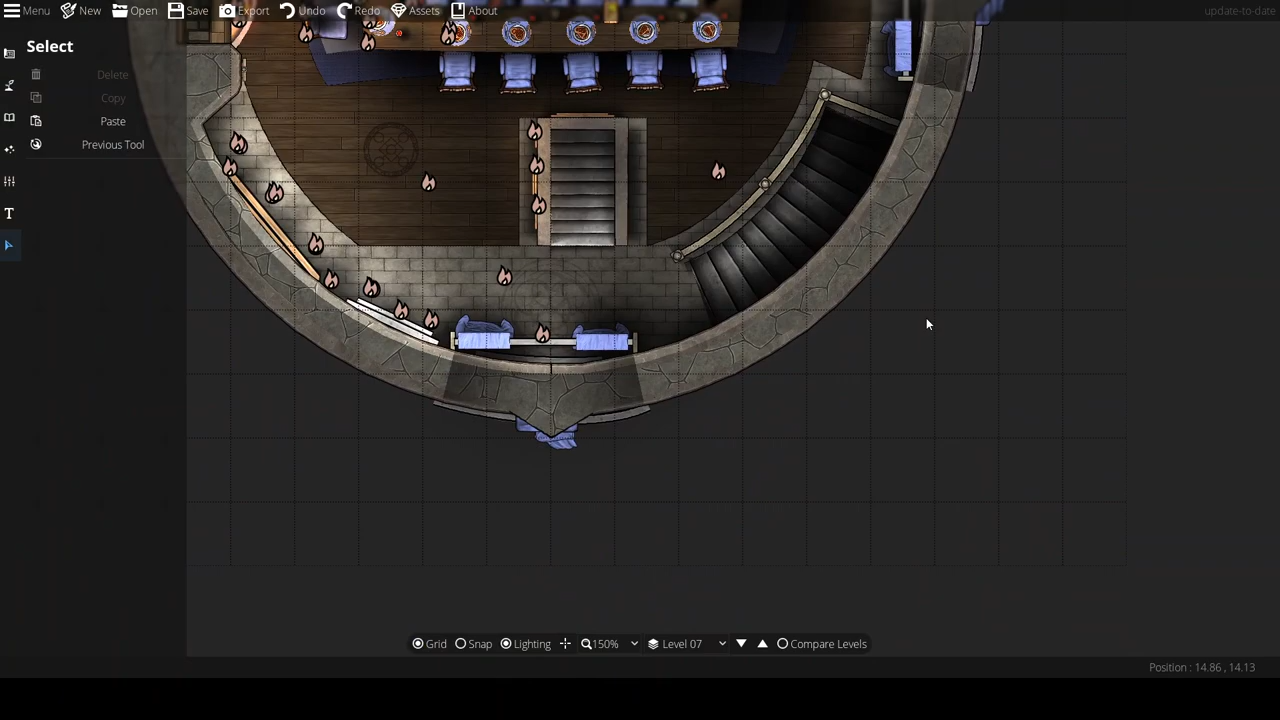 Menu New Open Save Export Undo Redo Assets About update-to-date
Select
Delete
Copy
Paste
Previous Tool
T
Grid Snap Lighting 150% Level 07 Compare Levels
Position : 14.86 , 14.13